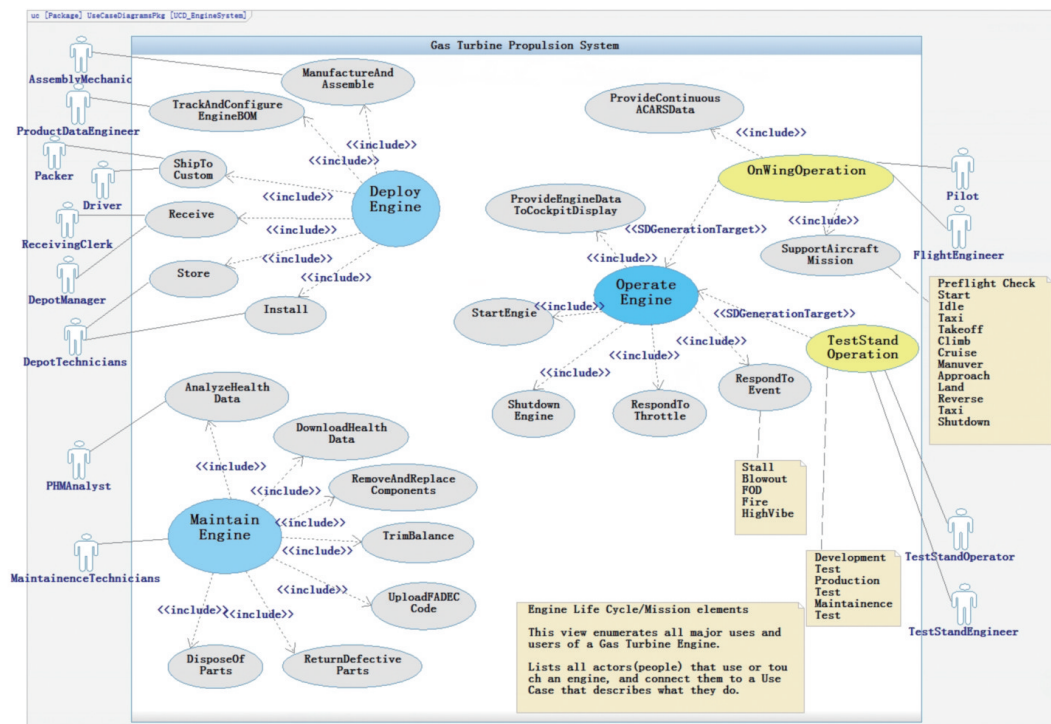 uc [Package] UseCaseDiagramsPkg [UCD_EngineSystem]
Gas Turbine Propulsion System
AssemblyMechanic
ProductDataEngineer
Packer
Driver
ReceivingClerk
DepotManager
DepotTechnicians
PHMAnalyst
MaintainenceTechnicians
ManufactureAnd
Assemble
TrackAndConfigure
EngineBOM
<<include>>
<<include>>
ShipTo
Custom
Deploy
Engine
<<include>>
Receive
<<include>>
<<include>>
Store
<<include>>
Install
ProvideContinuous
ACARSData
<<include>>
OnWingOperation
Pilot
FlightEngineer
ProvideEngineData
ToCockpitDisplay
<<SDGenerationTarget>>
<<include>>
SupportAircraft
Mission
<<include>>
Operate
Engine
StartEngie
<<include>>
<<SDGenerationTarget>>
TestStand
Operation
<<include>>
<<include>>
<<include>>
Shutdown
Engine
RespondTo
Throttle
RespondTo
Event
Preflight Check
Start
Idle
Taxi
Takeoff
Climb
Cruise
Manuver
Approach
Land
Reverse
Taxi
Shutdown
Stall
Blowout
FOD
Fire
HighVibe
AnalyzeHealth
Data
DownloadHealth
Data
<<include>>
<<include>>
RemoveAndReplace
Components
Maintain
Engine
<<include>>
TrimBalance
<<include>>
<<include>>
UploadFADEC
Code
<<include>>
<<include>>
DisposeOf
Parts
ReturnDefective
Parts
Development
Test
Production
Test
Maintainence
Test
TestStandOperator
TestStandEngineer
Engine Life Cycle/Mission elements
This view enumerates all major uses and
users of a Gas Turbine Engine.
Lists all actors(people) that use or tou
ch an engine, and connect them to a Use
Case that describes what they do.